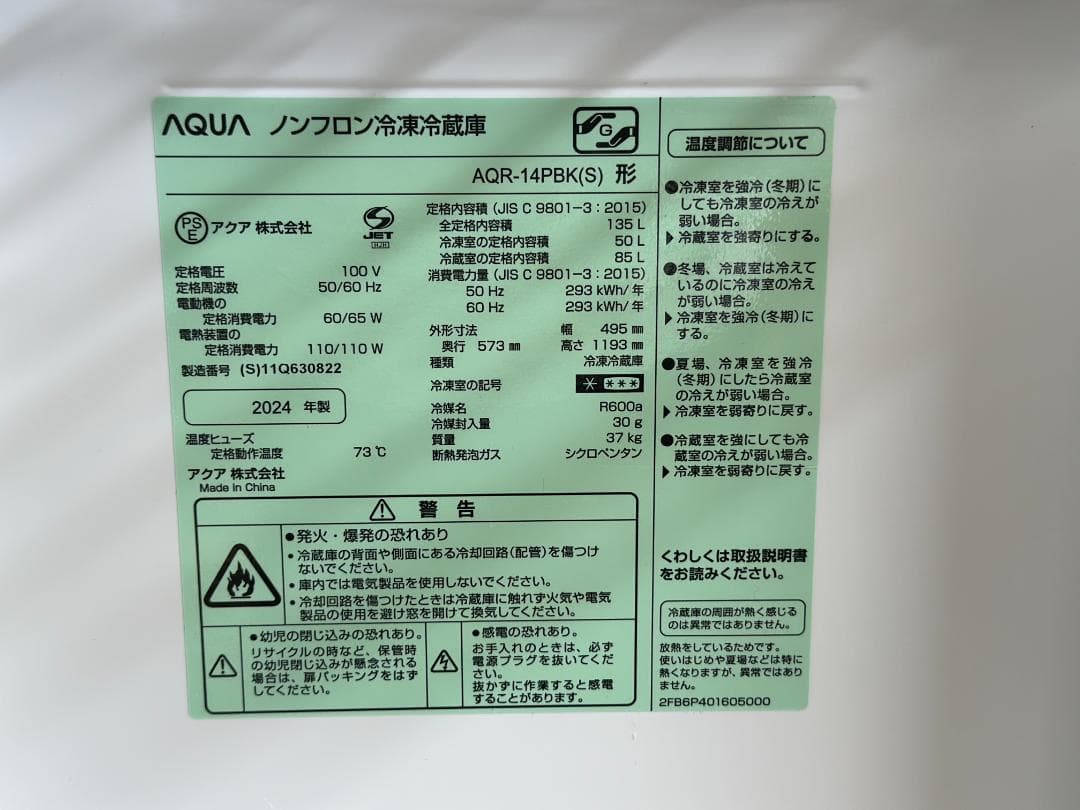 AQUA ノンフロン冷凍冷蔵庫
G
AQR-14PBK(S) 形
PS
E
アクア 株式会社
S
JET
定格電圧 100 V
定格周波数 50/60 Hz
電動機の
定格消費電力 60/65 W
電熱装置の
定格消費電力 110/110 W
製造番号 (S)11Q630822
2024 年製
温度ヒューズ
定格動作温度 73 ℃
アクア 株式会社
Made in China
定格内容積 (JIS C 9801-3:2015)
全定格内容積 135 L
冷凍室の定格内容積 50 L
冷蔵室の定格内容積 85 L
消費電力量 (JIS C 9801-3:2015)
50 Hz 293 kWh/年
60 Hz 293 kWh/年
外形寸法 幅 495 ㎜
奥行 573 ㎜ 高さ 1193 ㎜
種類 冷凍冷蔵庫
冷凍室の記号 * ***
冷媒名 R600a
冷媒封入量 30 g
質量 37 kg
断熱発泡ガス シクロペンタン
⚠ 警告
●発火・爆発の恐れあり
・冷蔵庫の背面や側面にある冷却回路(配管)を傷つけ
ないでください。
・庫内では電気製品を使用しないでください。
・冷却回路を傷つけたときは冷蔵庫に触れず火気や電気
製品の使用を避け窓を開けて換気してください。
●幼児の閉じ込みの恐れあり。
リサイクルの時など、保管時
の幼児閉じ込みが懸念される
場合は、扉パッキングをはず
してください。
●感電の恐れあり。
お手入れのときは、必ず
電源プラグを抜いてくだ
さい。
抜かずに作業すると感電
することがあります。
温度調節について
●冷凍室を強冷(冬期)に
しても冷凍室の冷えが
弱い場合。
▶冷蔵室を強寄りにする。
●冬場、冷蔵室は冷えて
いるのに冷凍室の冷え
が弱い場合。
▶冷凍室を強冷(冬期)に
する。
●夏場、冷凍室を強冷
(冬期)にしたら冷蔵室
の冷えが弱い場合。
▶冷凍室を弱寄りに戻す。
●冷蔵室を強にしても冷
蔵室の冷えが弱い場合。
▶冷凍室を弱寄りに戻す。
くわしくは取扱説明書
をお読みください。
冷蔵庫の周囲が熱く感じる
のは異常ではありません。
放熱をしているためです。
使いはじめや夏場などは特に
熱くなりますが、異常ではあり
ません。
2FB6P401605000